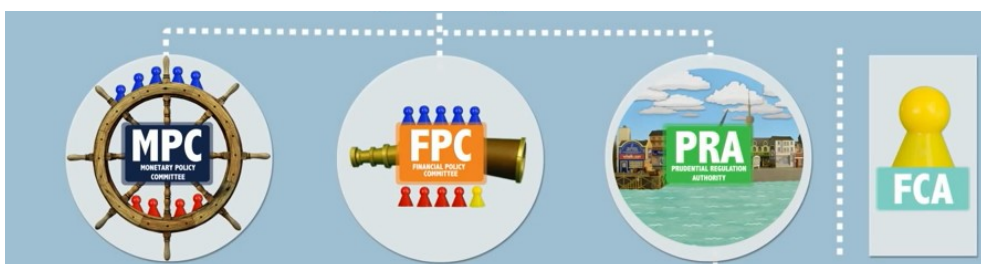 MPC
MONETARY POLICY
COMMITTEE
FPC
FINANCIAL POLICY
COMMITTEE
PRA
PRUDENTIAL REGULATION
AUTHORITY
FCA